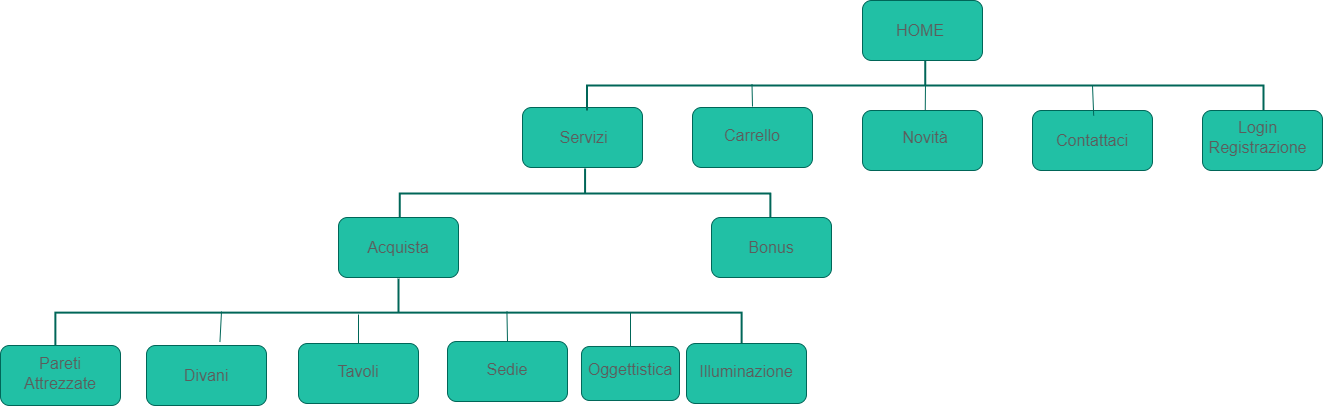 HOME
Servizi
Carrello
Novità
Contattaci
Login
Registrazione
Acquista
Bonus
Pareti
Attrezzate
Divani
Tavoli
Sedie
Oggettistica
Illuminazione